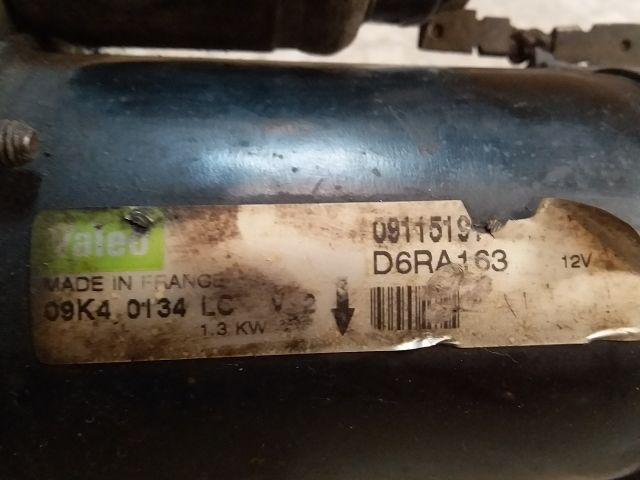 Valeo
MADE IN FRANCE
09K4 0134 LC
1.3 KW
D6RA163
12V